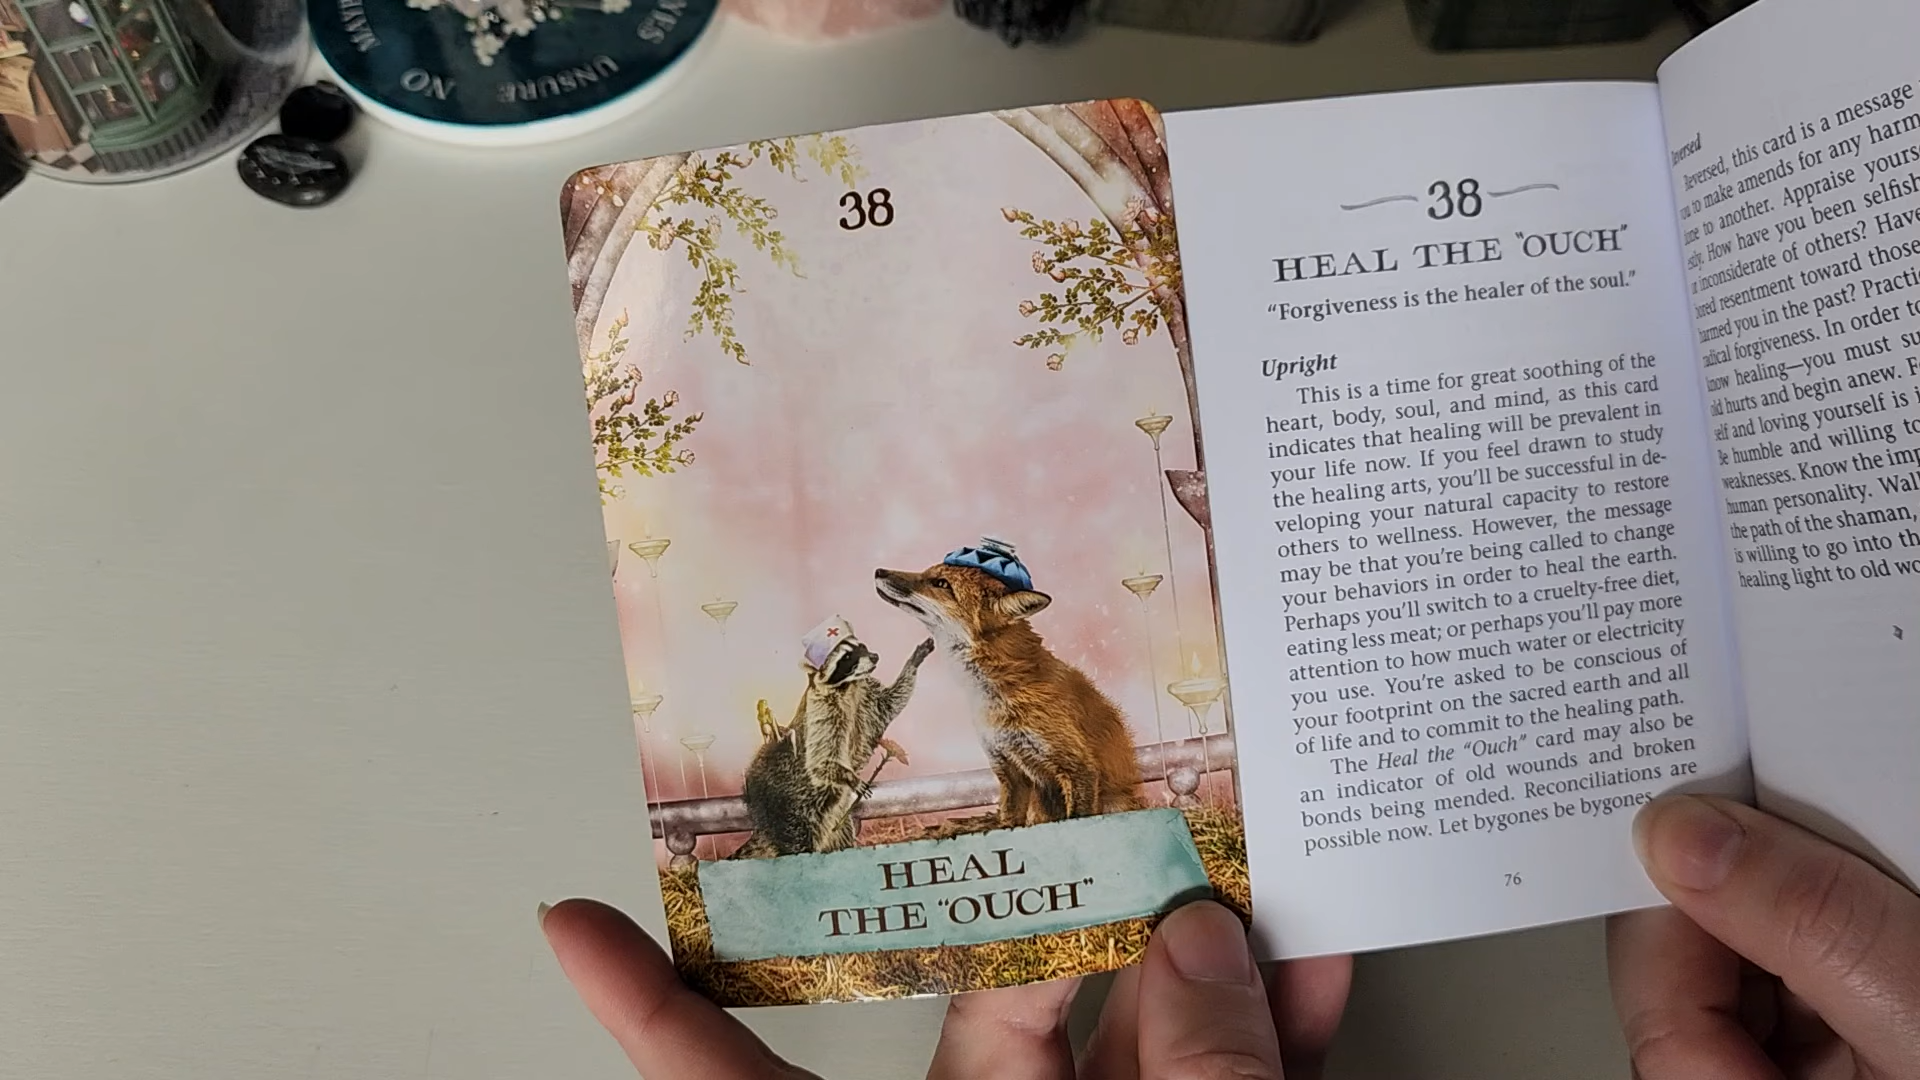 MAYB
NO
UNSURE
YES
38
HEAL
THE “OUCH”
38
HEAL THE “OUCH”
“Forgiveness is the healer of the soul.”
Upright
This is a time for great soothing of the
heart, body, soul, and mind, as this card
indicates that healing will be prevalent in
your life now. If you feel drawn to study
the healing arts, you’ll be successful in de-
veloping your natural capacity to restore
others to wellness. However, the message
may be that you’re being called to change
your behaviors in order to heal the earth.
Perhaps you’ll switch to a cruelty-free diet,
eating less meat; or perhaps you’ll pay more
attention to how much water or electricity
you use. You’re asked to be conscious of
your footprint on the sacred earth and all
of life and to commit to the healing path.
The Heal the “Ouch” card may also be
an indicator of old wounds and broken
bonds being mended. Reconciliations are
possible now. Let bygones be bygones
76
Reversed, this card is a message
to make amends for any harm
to another. Appraise
How have you been
inconsiderate of others? Have
resentment toward those
harmed you in the past?
radical forgiveness. In order to
know healing—you must
old hurts and begin anew.
self and loving yourself is
Be humble and willing to
weaknesses. Know the
human personality.
the path of the shaman,
is willing to go into
healing light to old